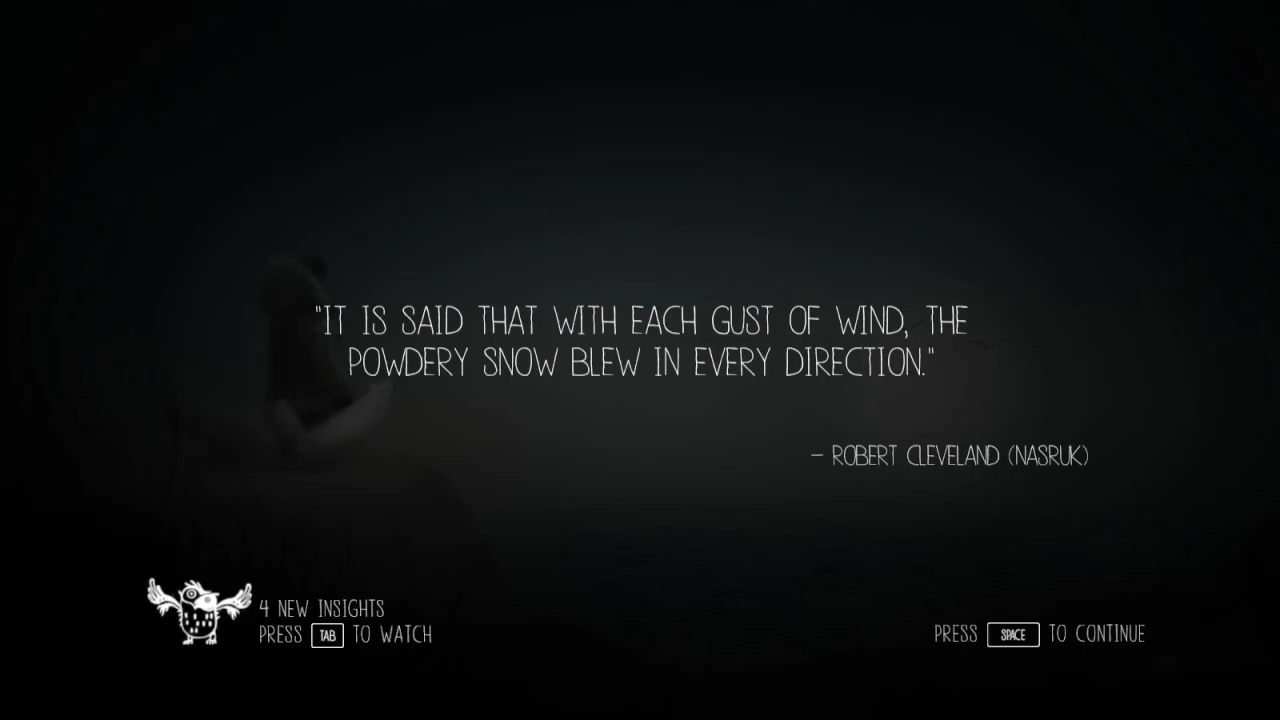 "IT IS SAID THAT WITH EACH GUST OF WIND, THE
POWDERY SNOW BLEW IN EVERY DIRECTION."
– ROBERT CLEVELAND (NASRUK)
4 NEW INSIGHTS
PRESS TAB TO WATCH
PRESS SPACE TO CONTINUE